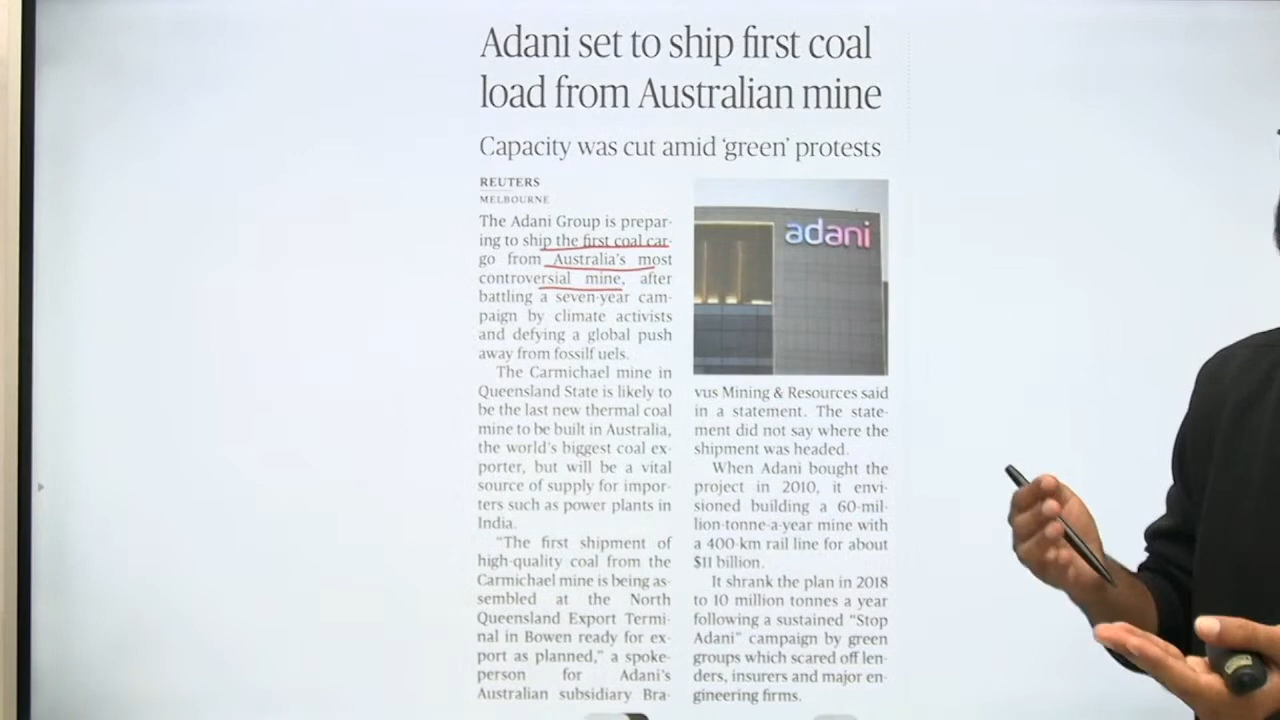 Adani set to ship first coal
load from Australian mine
Capacity was cut amid ‘green’ protests
REUTERS
MELBOURNE
The Adani Group is prepar-
ing to ship the first coal car-
go from Australia’s most
controversial mine, after
battling a seven-year cam-
paign by climate activists
and defying a global push
away from fossilf uels.
The Carmichael mine in
Queensland State is likely to
be the last new thermal coal
mine to be built in Australia,
the world’s biggest coal ex-
porter, but will be a vital
source of supply for impor-
ters such as power plants in
India.
“The first shipment of
high-quality coal from the
Carmichael mine is being as-
sembled at the North
Queensland Export Termi-
nal in Bowen ready for ex-
port as planned,” a spoke-
person for Adani’s
Australian subsidiary Bra-
adani
vus Mining & Resources said
in a statement. The state-
ment did not say where the
shipment was headed.
When Adani bought the
project in 2010, it envi-
sioned building a 60-mil-
lion-tonne-a-year mine with
a 400-km rail line for about
$11 billion.
It shrank the plan in 2018
to 10 million tonnes a year
following a sustained “Stop
Adani” campaign by green
groups which scared off len-
ders, insurers and major en-
gineering firms.